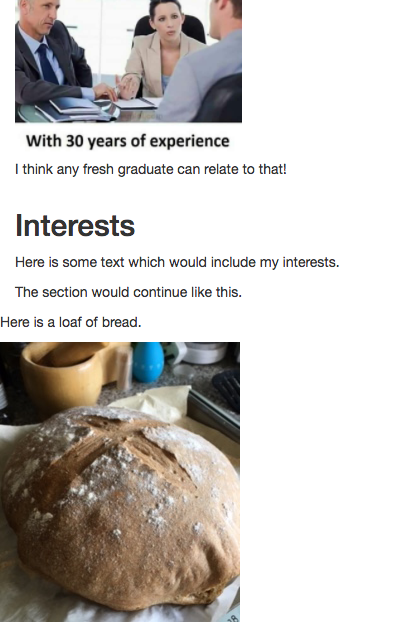 With 30 years of experience
I think any fresh graduate can relate to that!
Interests
Here is some text which would include my interests.
The section would continue like this.
Here is a loaf of bread.